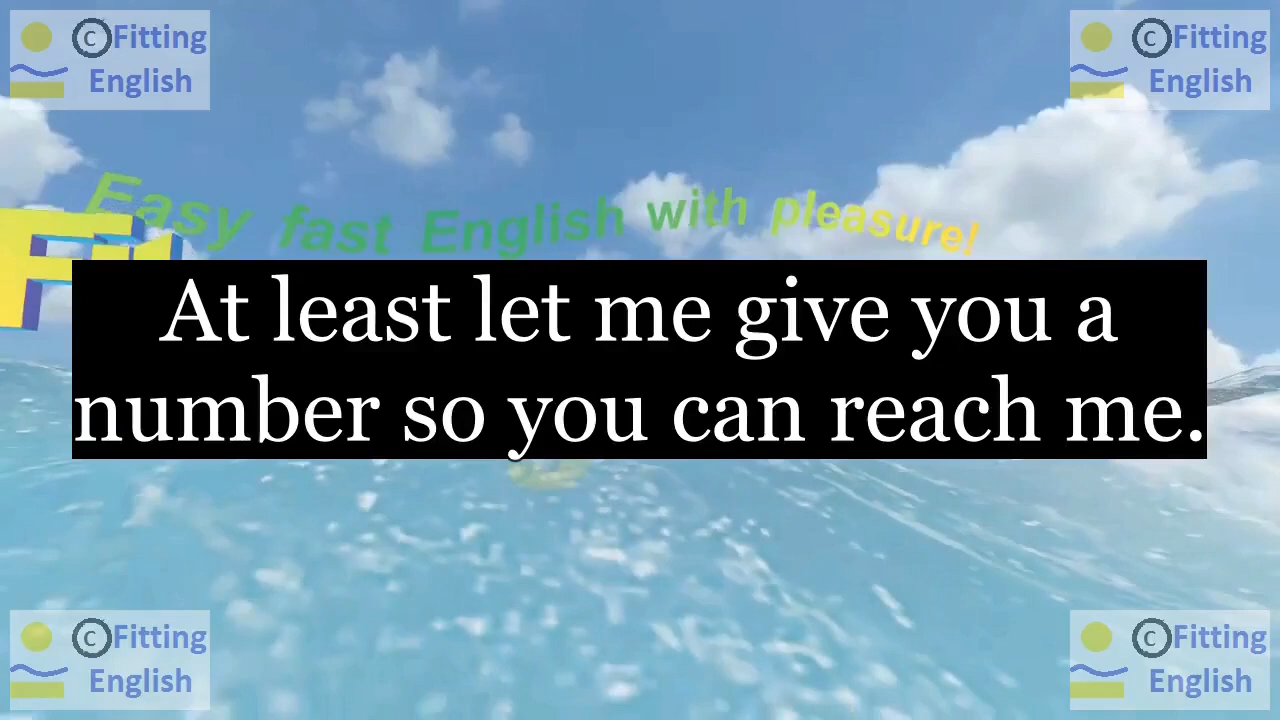 ©Fitting
English
©Fitting
English
Easy fast English with pleasure!
Fit
At least let me give you a
number so you can reach me.
©Fitting
English
©Fitting
English